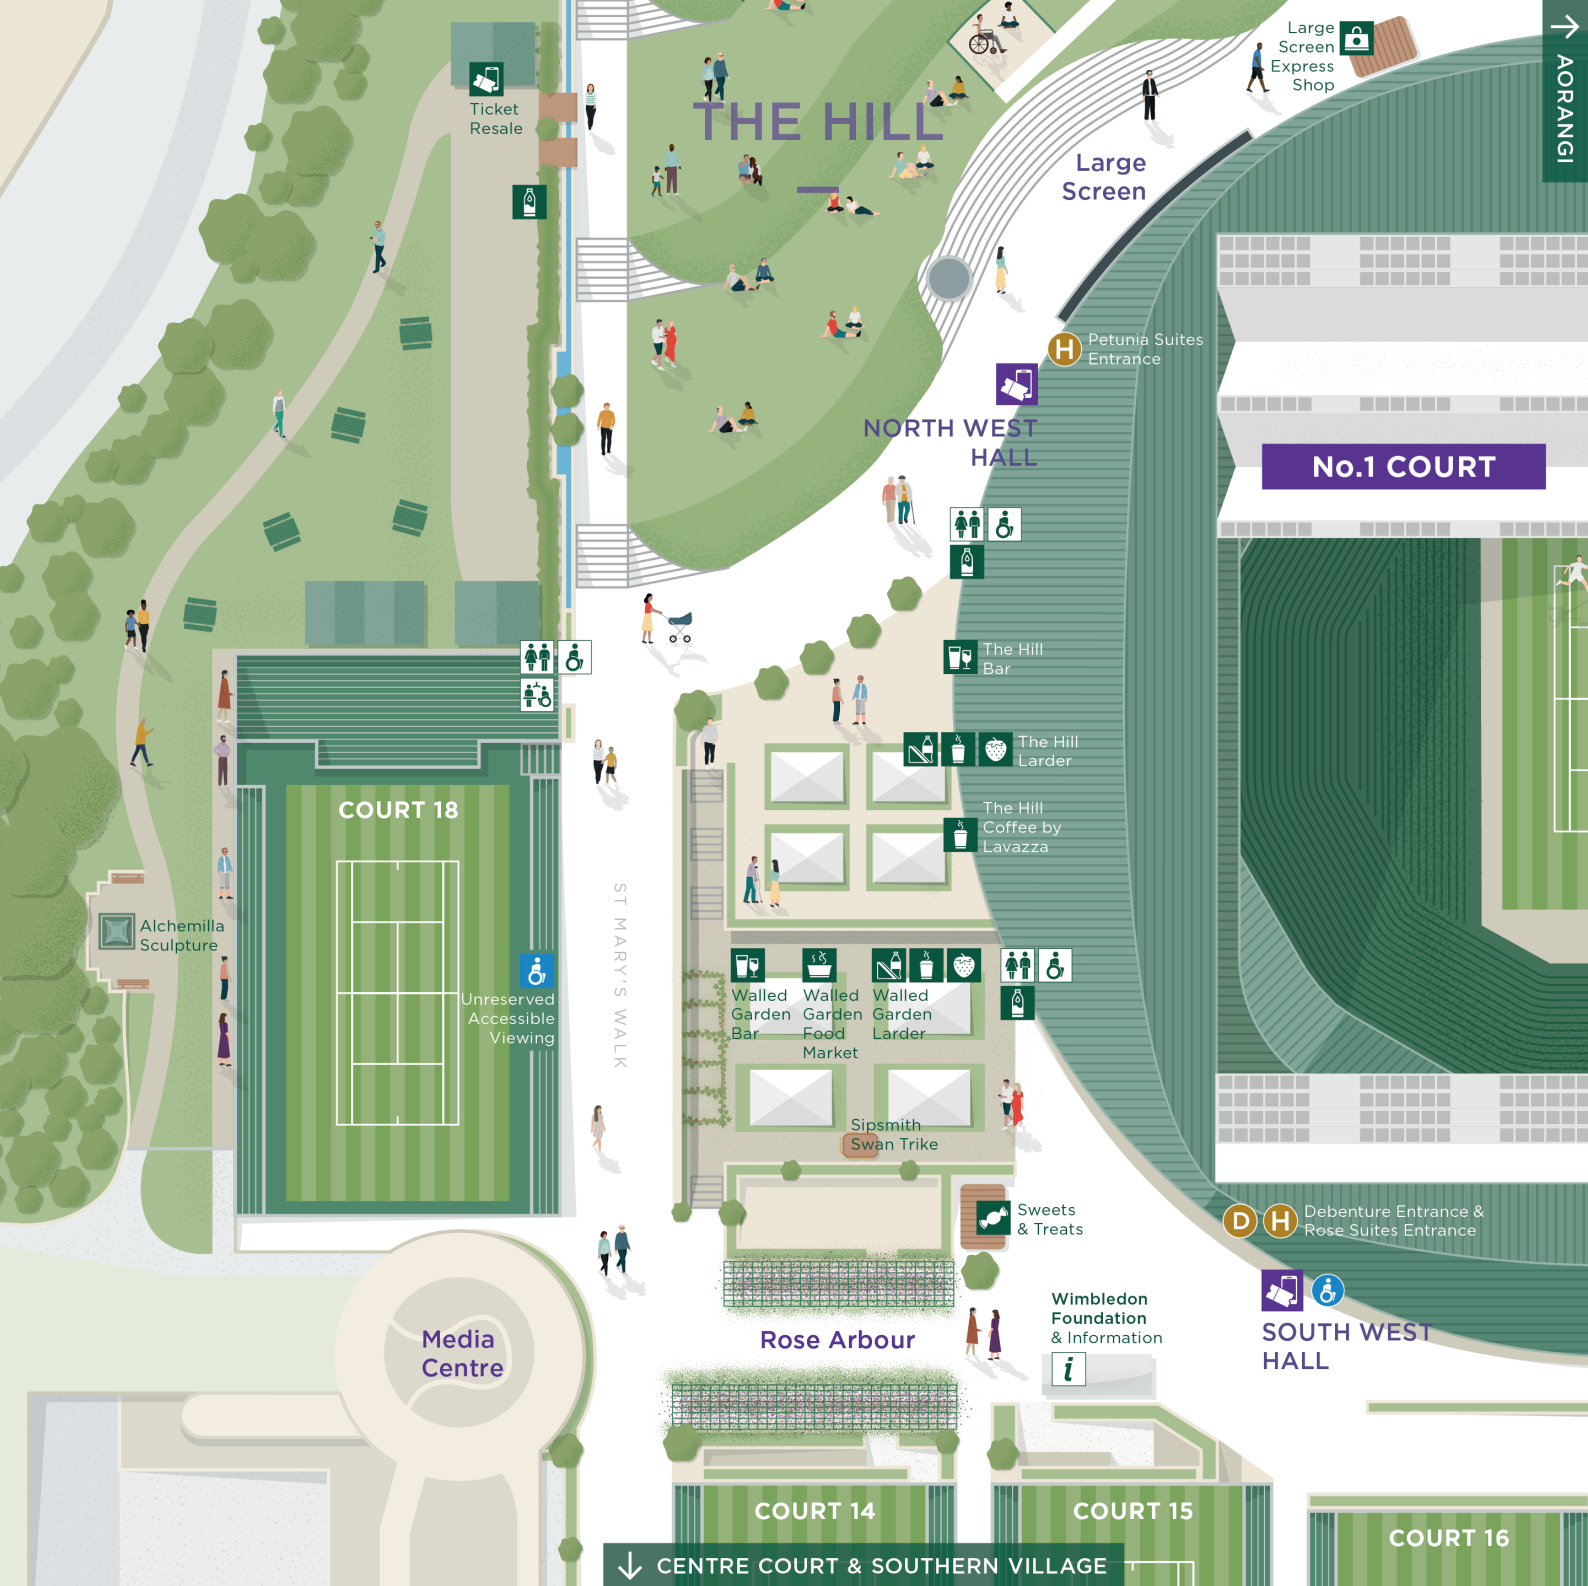 Large
Screen
Express
Shop
AORANGI
Ticket
Resale
THE HILL
Large
Screen
Petunia Suites
Entrance
NORTH WEST
HALL
No.1 COURT
The Hill
Bar
The Hill
Larder
COURT 18
The Hill
Coffee by
Lavazza
ST MARY'S WALK
Alchemilla
Sculpture
Unreserved
Accessible
Viewing
Walled
Garden
Bar
Walled
Garden
Food
Market
Walled
Garden
Larder
Sipsmith
Swan Trike
Sweets
& Treats
D
H
H
Debenture Entrance &
Rose Suites Entrance
Wimbledon
Foundation
& Information
i
SOUTH WEST
HALL
Media
Centre
Rose Arbour
COURT 14
COURT 15
COURT 16
CENTRE COURT & SOUTHERN VILLAGE